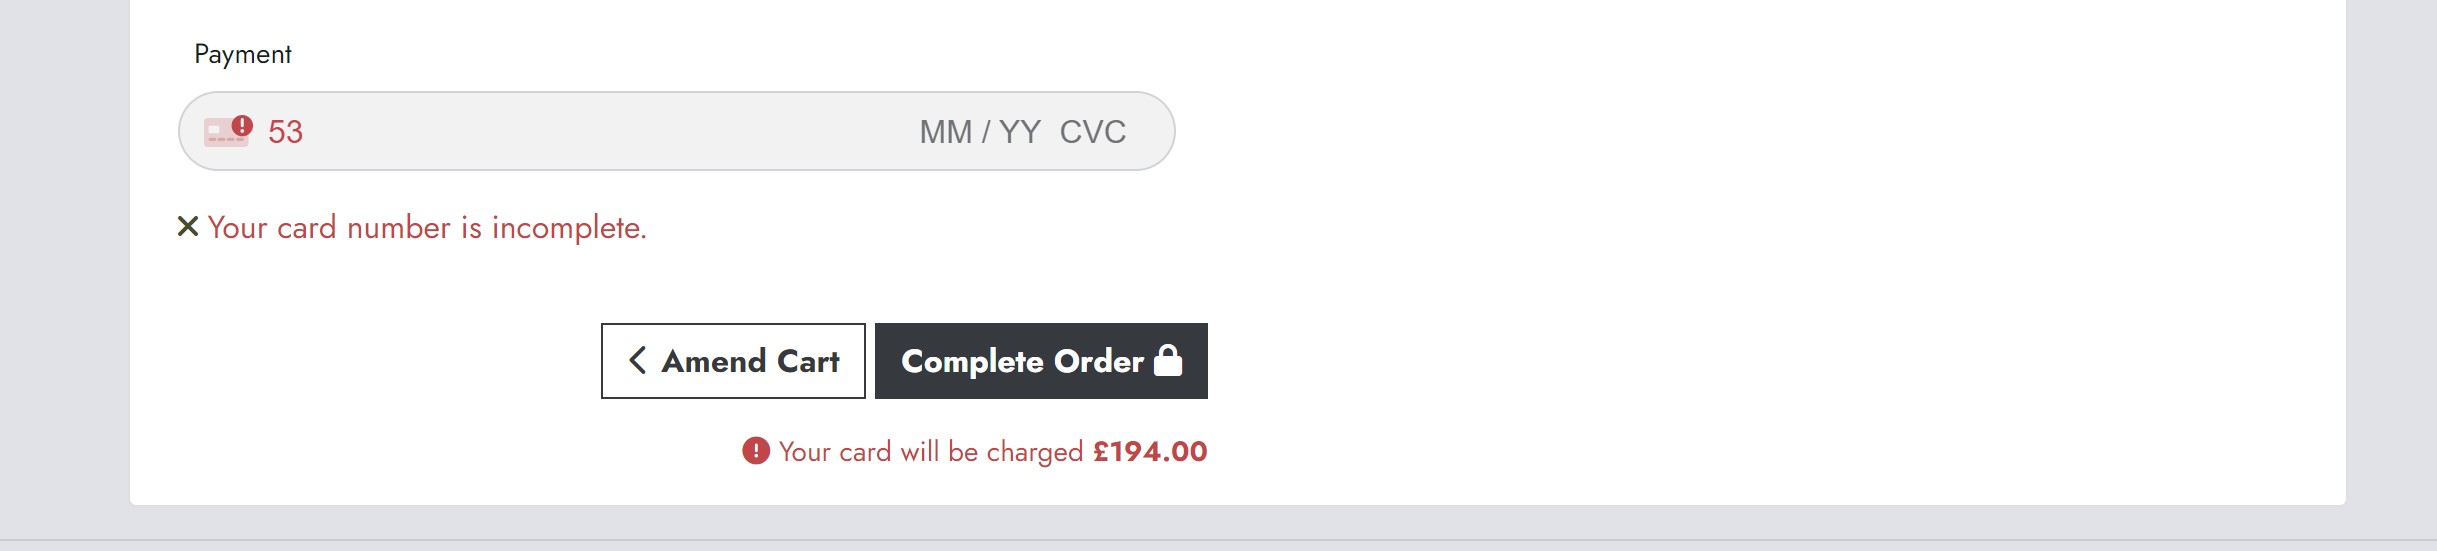 Payment
53 MM / YY CVC
Your card number is incomplete.
Amend Cart Complete Order
Your card will be charged £194.00